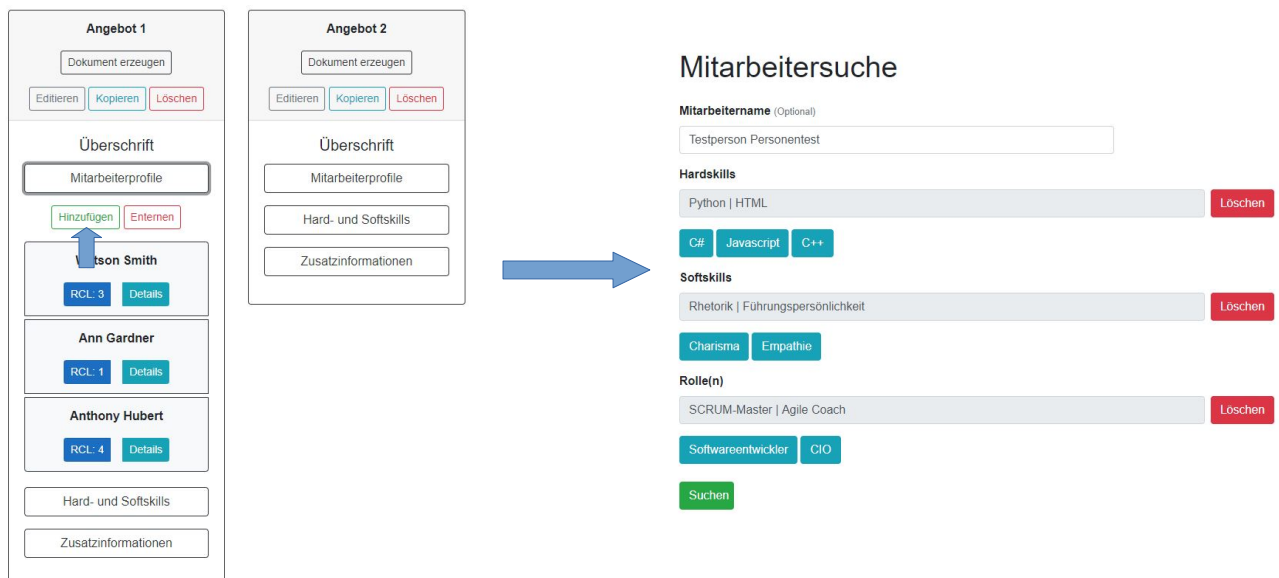 Angebot 1
Dokument erzeugen
Editieren Kopieren Löschen
Überschrift
Mitarbeiterprofile
Hinzufügen Enternen
Smith
RCL: 3 Details
Ann Gardner
RCL: 1 Details
Anthony Hubert
RCL: 4 Details
Hard- und Softskills
Zusatzinformationen
Angebot 2
Dokument erzeugen
Editieren Kopieren Löschen
Überschrift
Mitarbeiterprofile
Hard- und Softskills
Zusatzinformationen
Mitarbeitersuche
Mitarbeitername (Optional)
Testperson Personentest
Hardskills
Python | HTML Löschen
C# Javascript C++
Softskills
Rhetorik | Führungspersönlichkeit Löschen
Charisma Empathie
Rolle(n)
SCRUM-Master | Agile Coach Löschen
Softwareentwickler CIO
Suchen